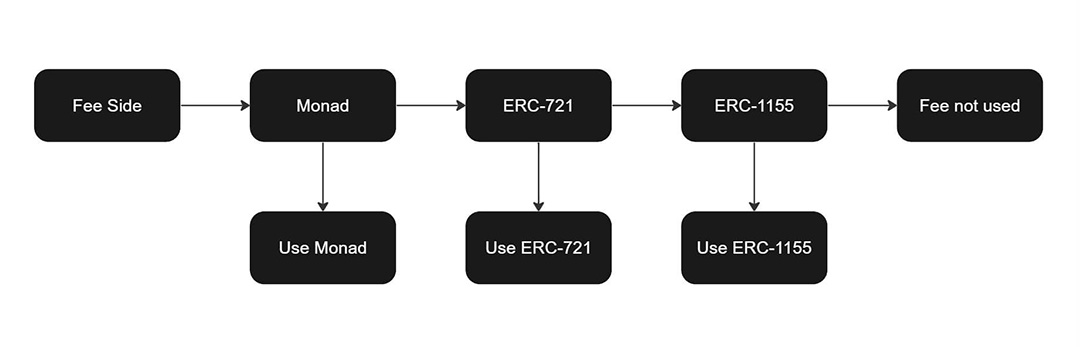 Fee Side
Monad
ERC-721
ERC-1155
Fee not used
Use Monad
Use ERC-721
Use ERC-1155